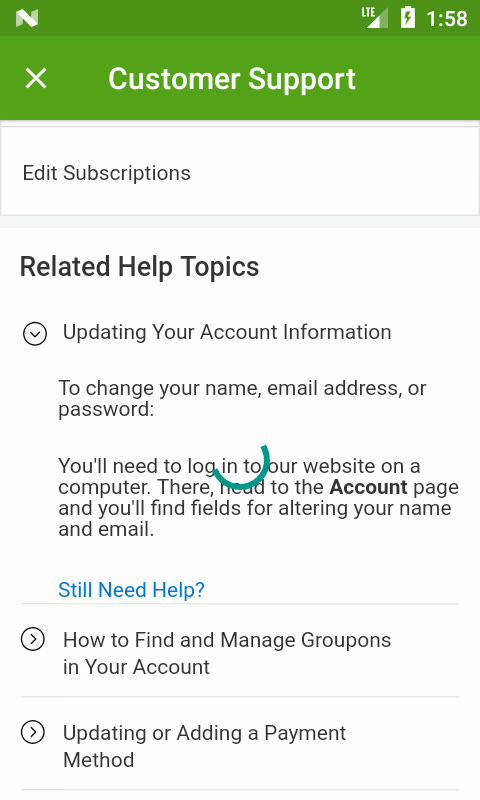 LTE 1:58
Customer Support
Edit Subscriptions
Related Help Topics
Updating Your Account Information
To change your name, email address, or
password:
You'll need to log in to our website on a
computer. There, head to the Account page
and you'll find fields for altering your name
and email.
Still Need Help?
How to Find and Manage Groupons
in Your Account
Updating or Adding a Payment
Method